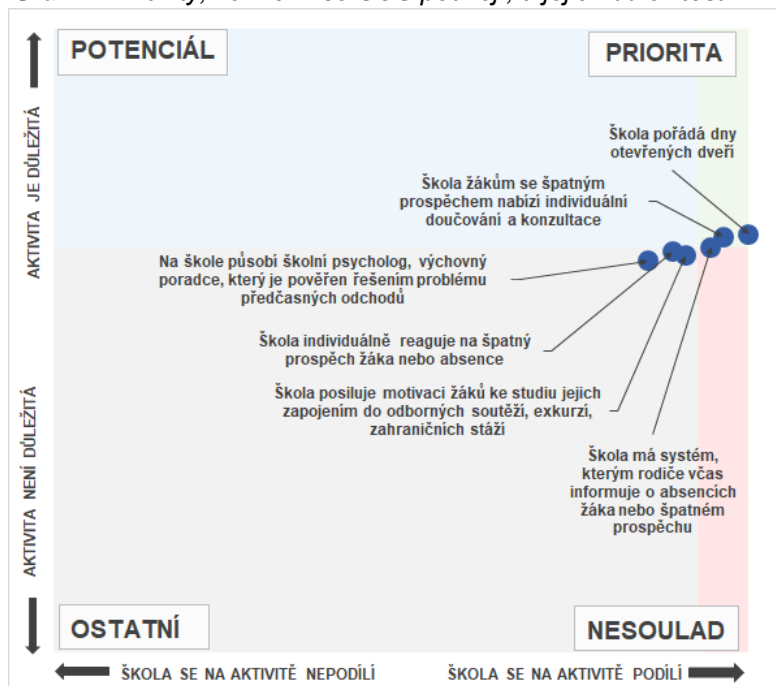 POTENCIÁL
PRIORITA
AKTIVITA JE DŮLEŽITÁ
Škola pořádá dny
otevřených dveří
Škola žákům se špatným
prospěchem nabízí individuální
doučování a konzultace
Na škole působí školní psycholog, výchovný
poradce, který je pověřen řešením problému
předčasných odchodů
Škola individuálně reaguje na špatný
prospěch žáka nebo absence
Škola posiluje motivaci žáků ke studiu jejich
zapojením do odborných soutěží, exkurzí,
zahraničních stáží
Škola má systém,
kterým rodiče včas
informuje o absencích
žáka nebo špatném
prospěchu
AKTIVITA NENÍ DŮLEŽITÁ
OSTATNÍ
NESOULAD
ŠKOLA SE NA AKTIVITĚ NEPODÍLÍ
ŠKOLA SE NA AKTIVITĚ PODÍLÍ